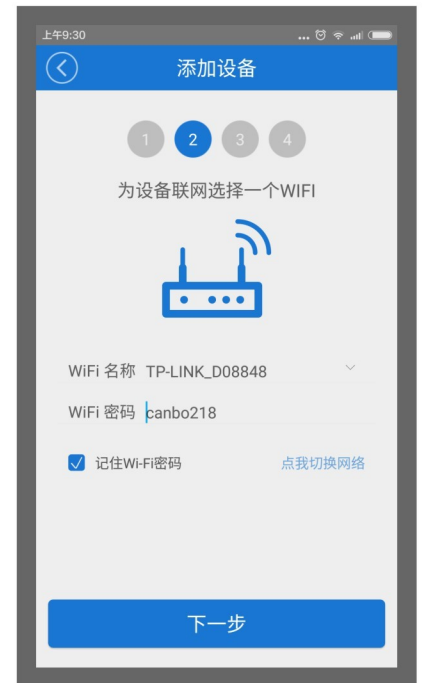 上午9:30
...
添加设备
1 2 3 4
为设备联网选择一个WIFI
WiFi 名称 TP-LINK_D08848
WiFi 密码 canbo218
记住Wi-Fi密码 点我切换网络
下一步